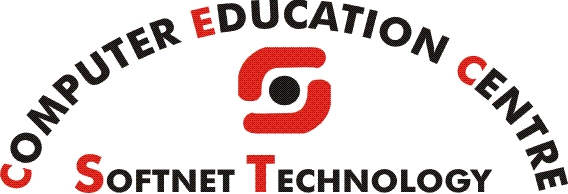 COMPUTER EDUCATION CENTRE
SOFTNET TECHNOLOGY